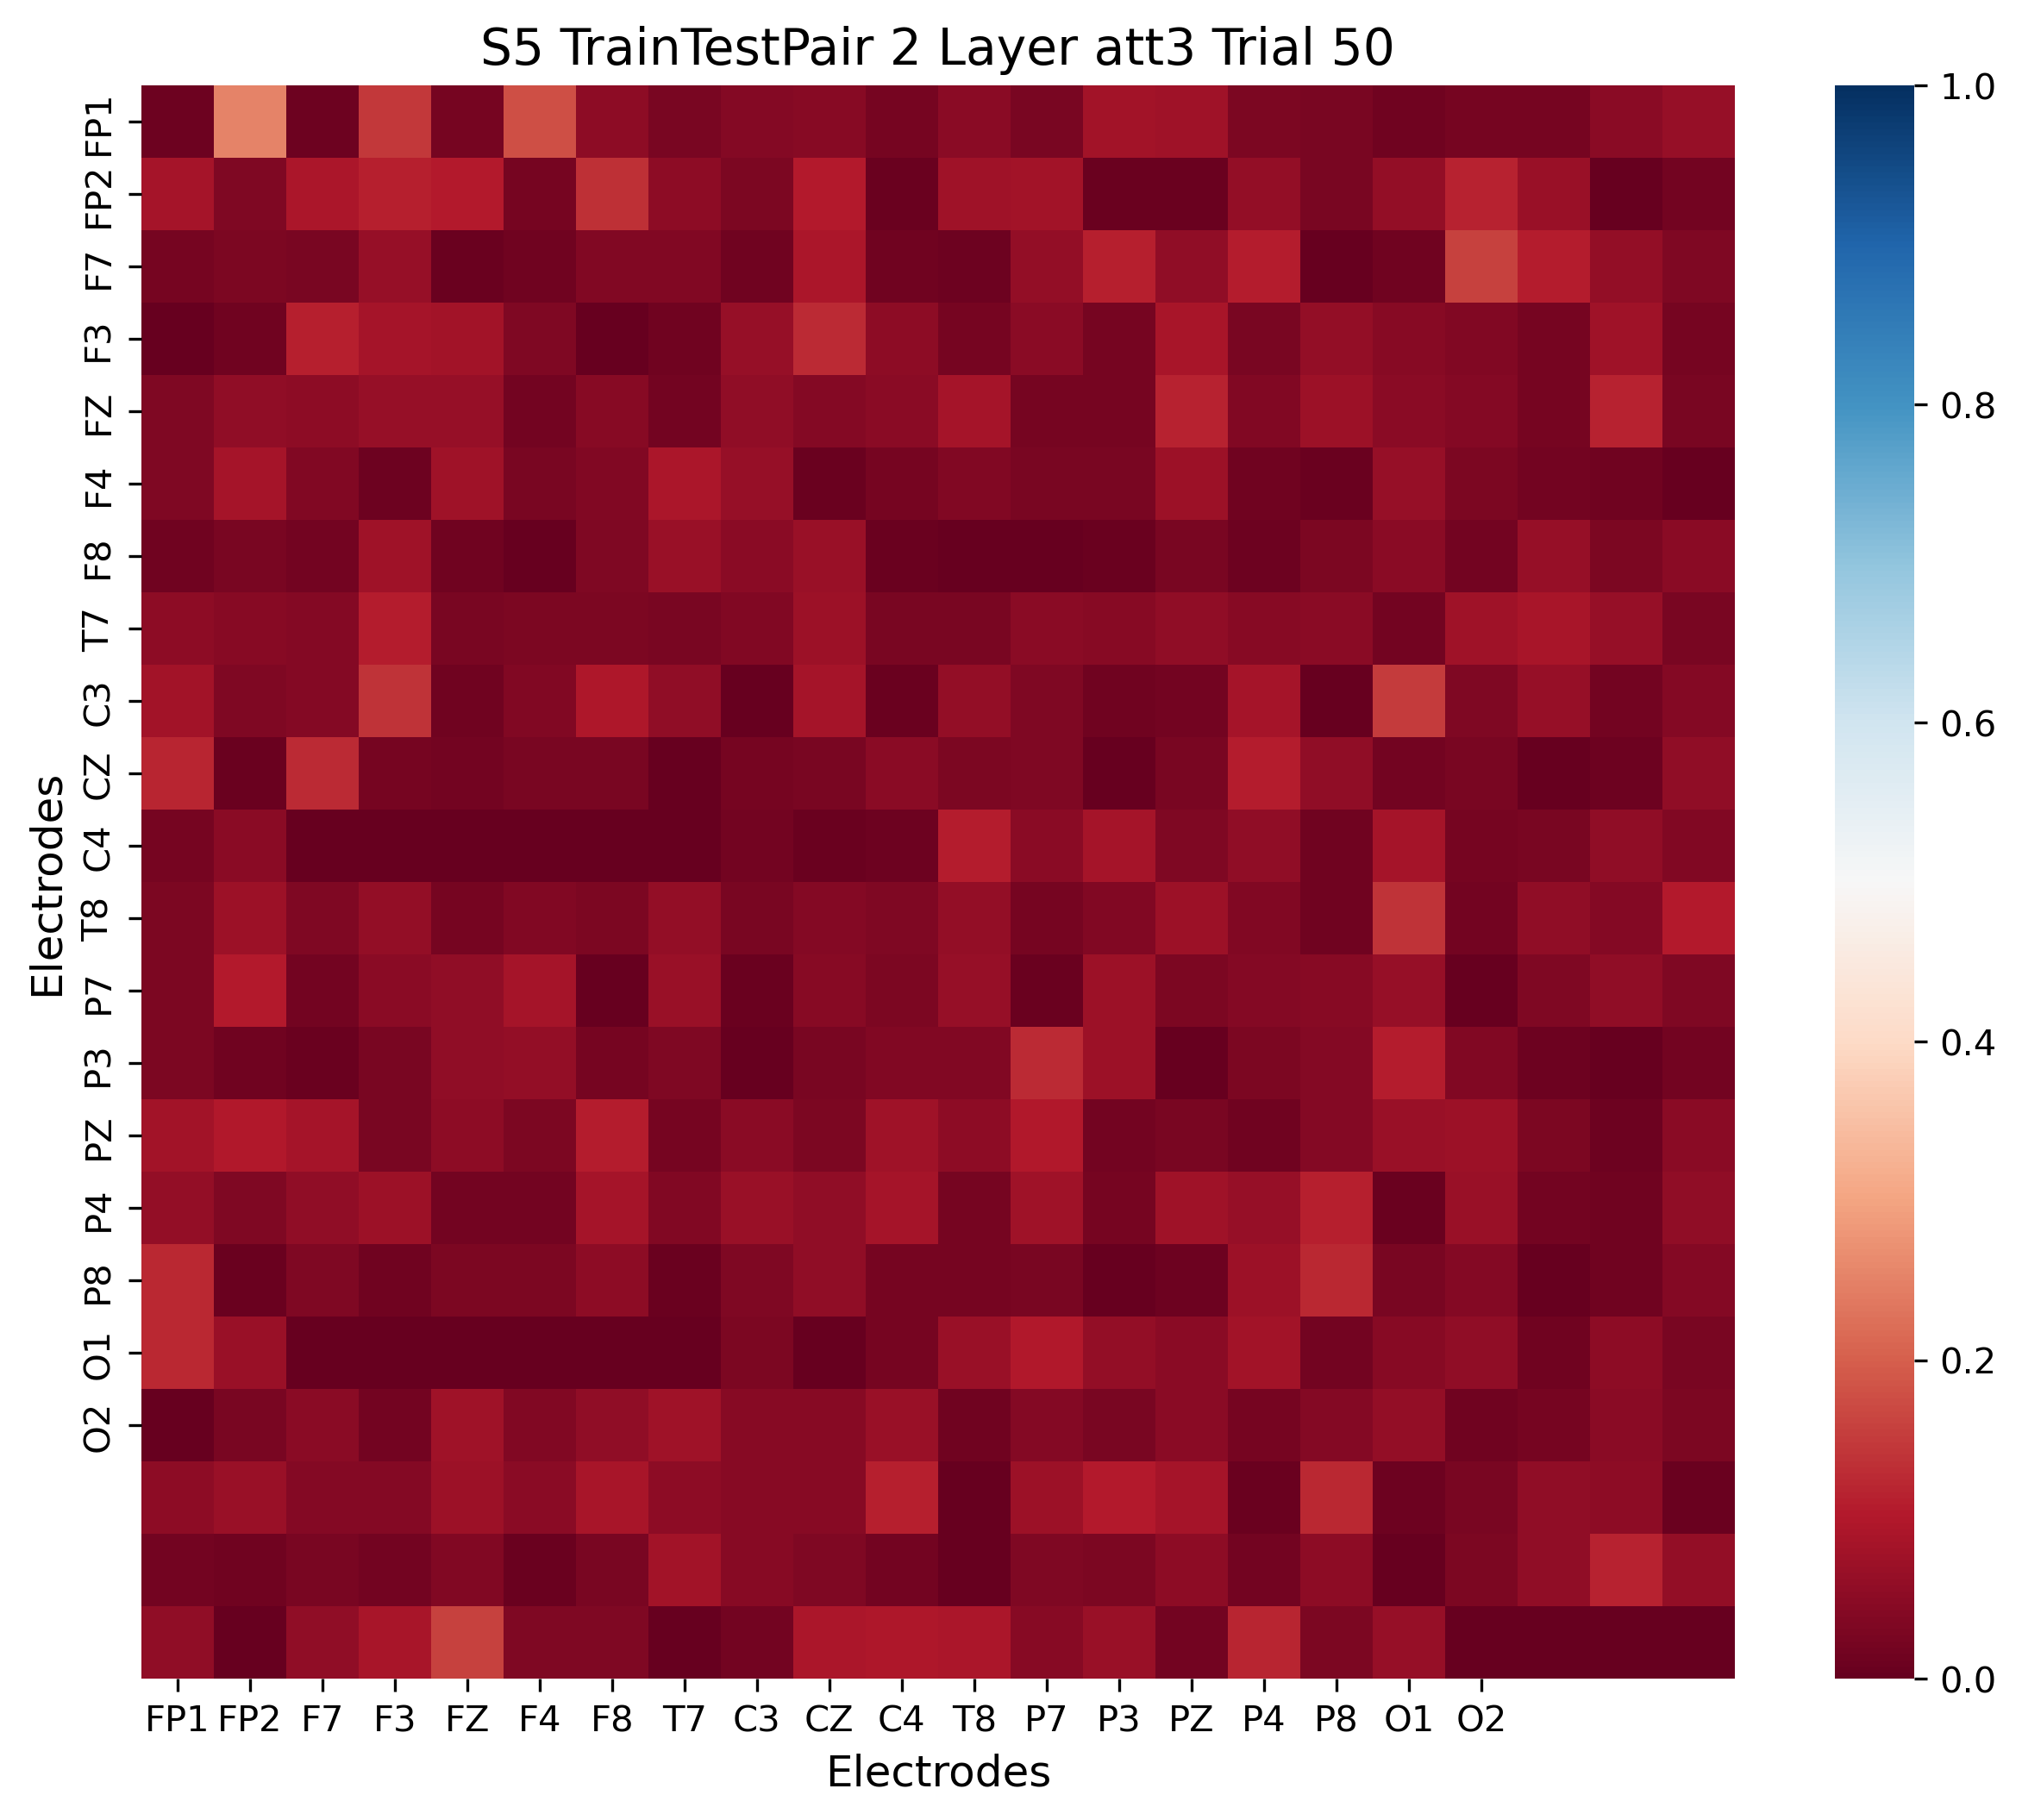 S5 TrainTestPair 2 Layer att3 Trial 50
FP1
FP2
F7
F3
FZ
F4
F8
T7
C3
CZ
C4
T8
P7
P3
PZ
P4
P8
O1
O2
Electrodes
FP1 FP2 F7 F3 FZ F4 F8 T7 C3 CZ C4 T8 P7 P3 PZ P4 P8 O1 O2
Electrodes
1.0
0.8
0.6
0.4
0.2
0.0